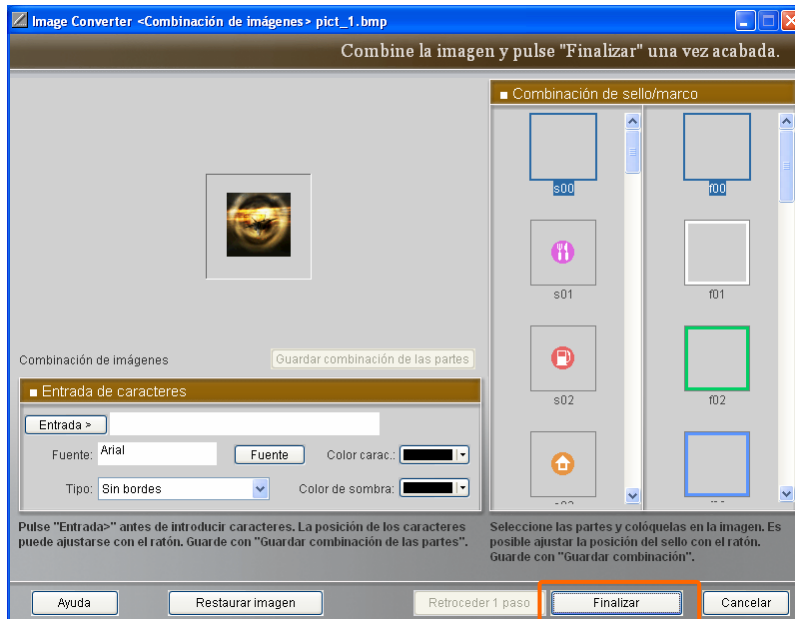 Image Converter <Combinación de imágenes> pict_1.bmp
Combine la imagen y pulse "Finalizar" una vez acabada.
Combinación de sello/marco
s00
f00
s01
f01
s02
f02
Combinación de imágenes
Guardar combinación de las partes
Entrada de caracteres
Entrada >
Fuente: Arial
Fuente
Color carac.:
Tipo: Sin bordes
Color de sombra:
Pulse "Entrada>" antes de introducir caracteres. La posición de los caracteres
puede ajustarse con el ratón. Guarde con "Guardar combinación de las partes".
Seleccione las partes y colóquelas en la imagen. Es
posible ajustar la posición del sello con el ratón.
Guarde con "Guardar combinación".
Ayuda
Restaurar imagen
Retroceder 1 paso
Finalizar
Cancelar